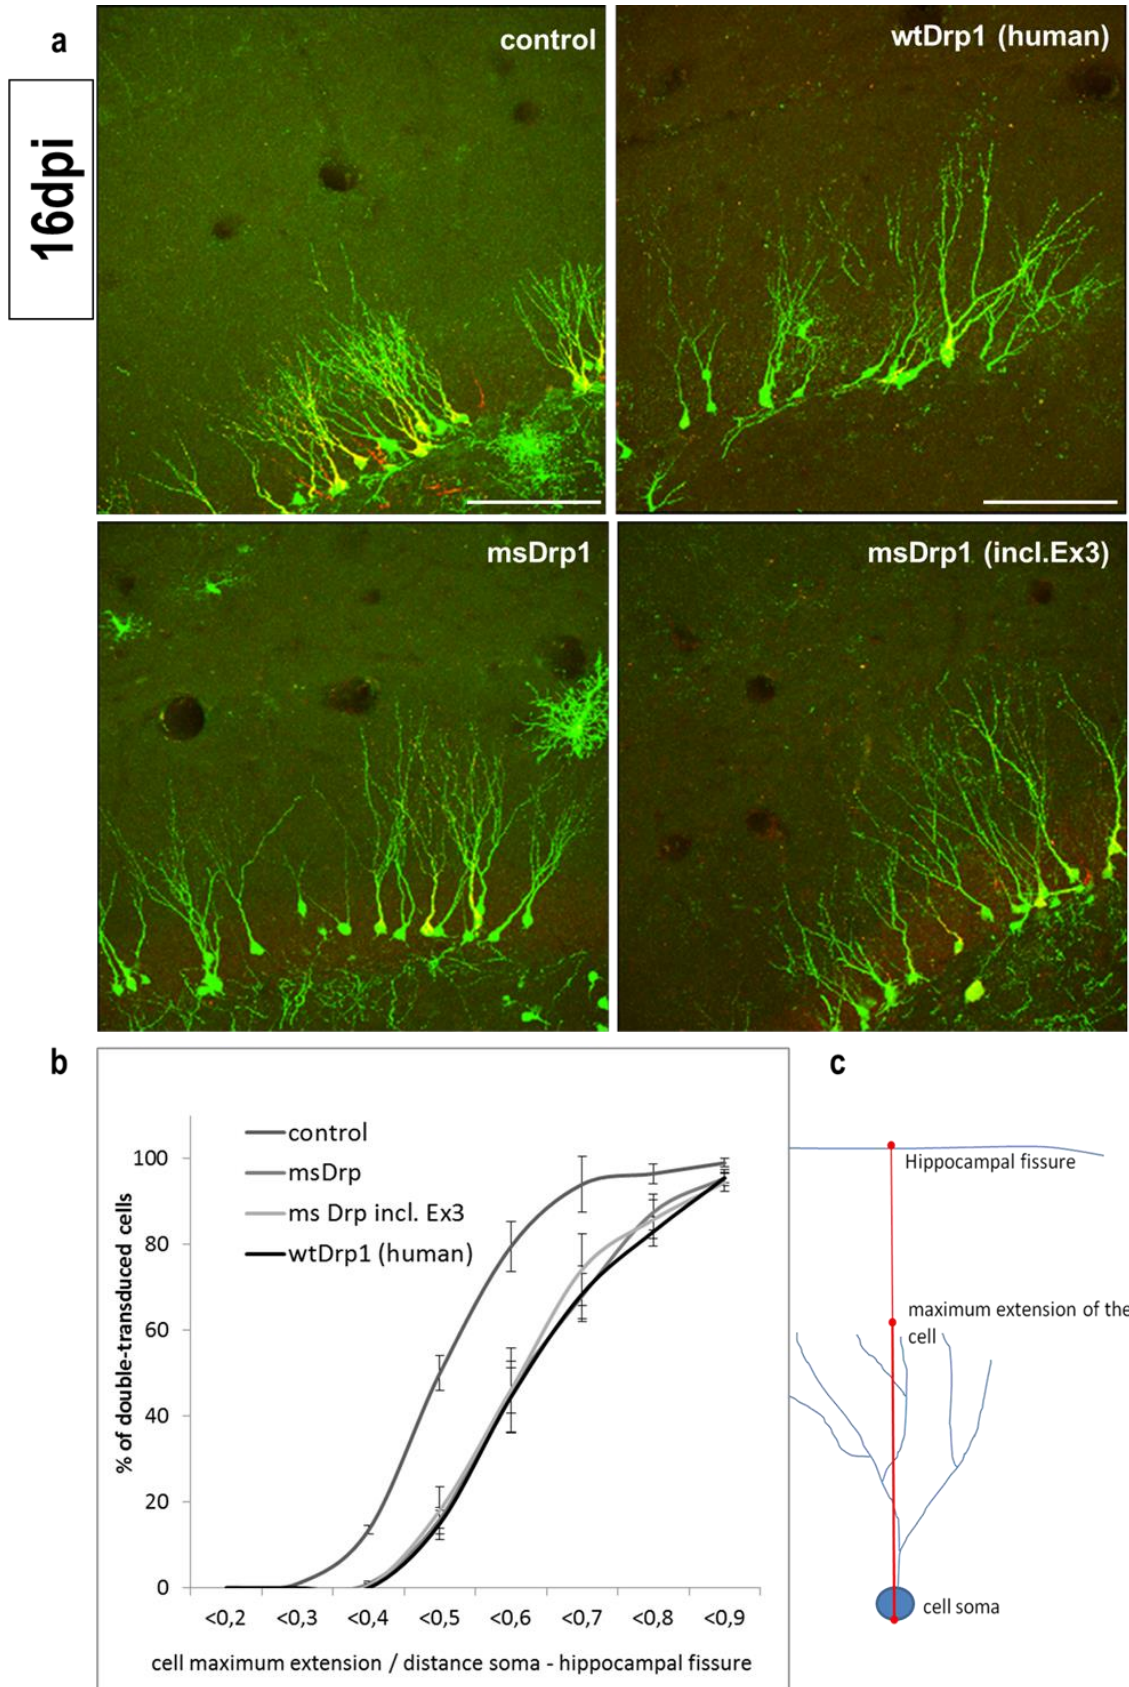 a
16dpi
control
wtDrp1 (human)
msDrp1
msDrp1 (incl.Ex3)
b
control
msDrp
ms Drp incl. Ex3
wtDrp1 (human)
% of double-transduced cells
100
80
60
40
20
0
<0,2 <0,3 <0,4 <0,5 <0,6 <0,7 <0,8 <0,9
cell maximum extension / distance soma - hippocampal fissure
c
Hippocampal fissure
maximum extension of the
cell
cell soma